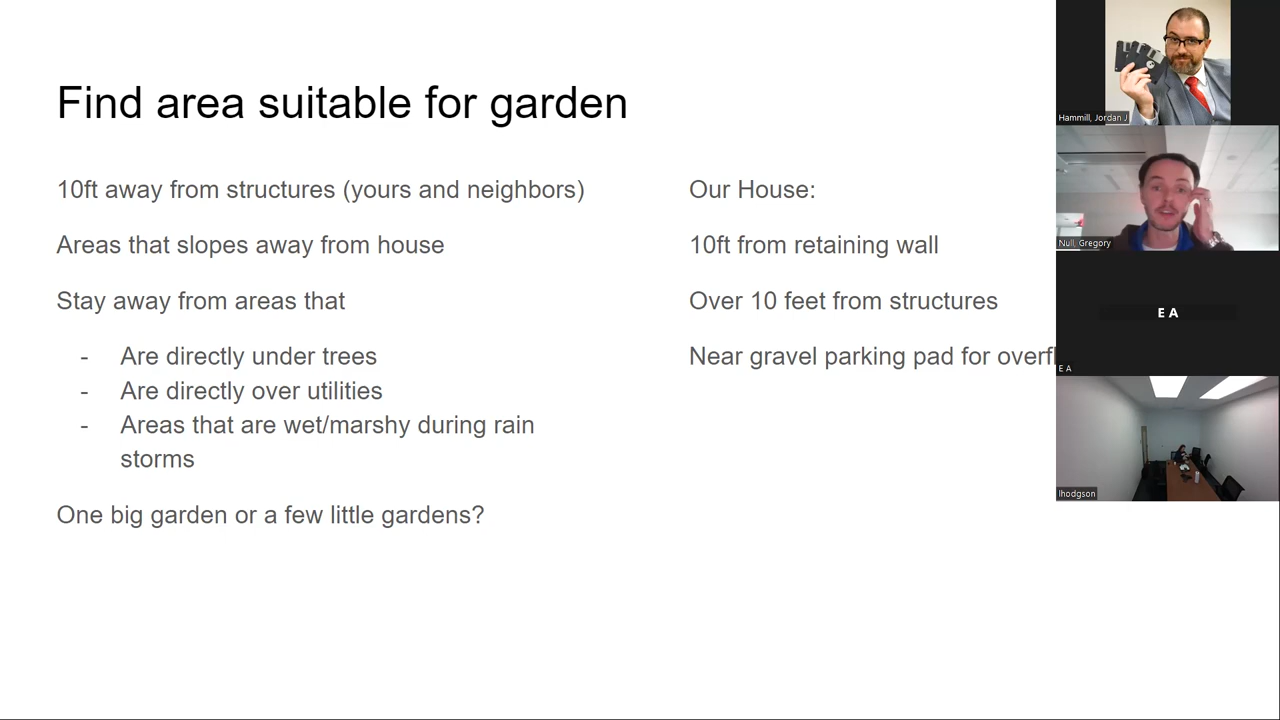 Find area suitable for garden
10ft away from structures (yours and neighbors)
Areas that slopes away from house
Stay away from areas that
- Are directly under trees
- Are directly over utilities
- Areas that are wet/marshy during rain
storms
One big garden or a few little gardens?
Our House:
10ft from retaining wall
Over 10 feet from structures
Near gravel parking pad for
Hammill, Jordan J
Null, Gregory
E A
E A
lhodgson